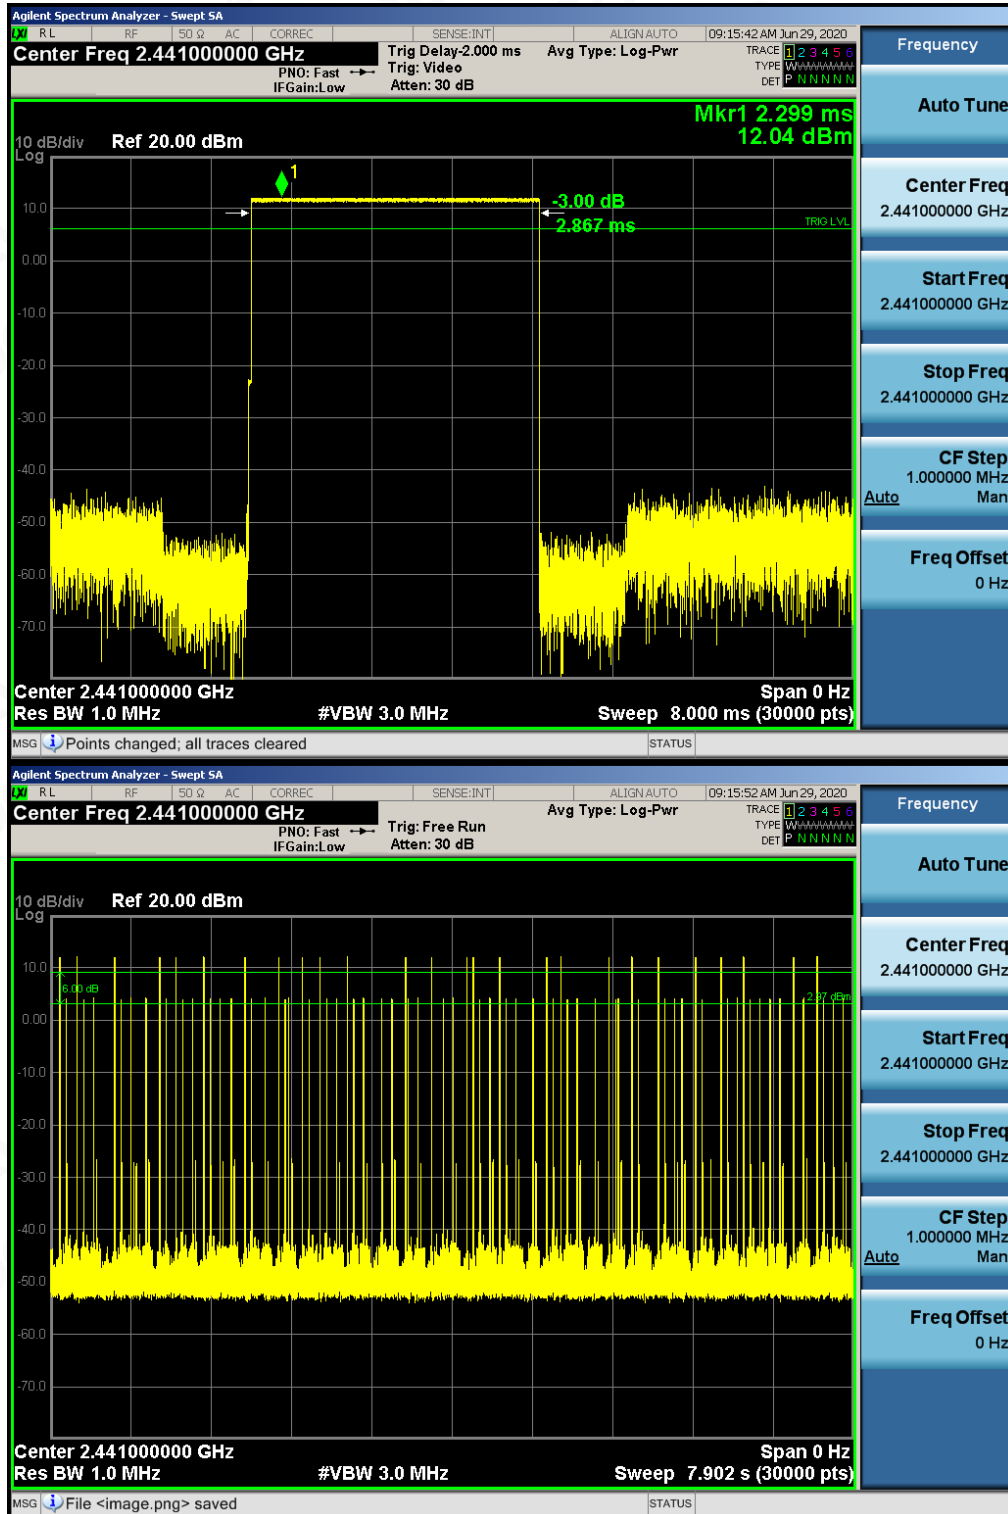 Agilent Spectrum Analyzer - Swept SA
LXI RL RF 50 Ω AC CORREC SENSE:INT ALIGN AUTO 09:15:42 AM Jun 29, 2020
Center Freq 2.441000000 GHz
PNO: Fast
IFGain:Low
Trig Delay-2.000 ms
Trig: Video
Atten: 30 dB
Avg Type: Log-Pwr
TRACE 1 2 3 4 5 6
TYPE WWWWWW
DET P N N N N N
Mkr1 2.299 ms
12.04 dBm
10 dB/div Ref 20.00 dBm
Log
1
-3.00 dB
2.867 ms
TRIG LVL
10.0
0.00
-10.0
-20.0
-30.0
-40.0
-50.0
-60.0
-70.0
Center 2.441000000 GHz Span 0 Hz
Res BW 1.0 MHz #VBW 3.0 MHz Sweep 8.000 ms (30000 pts)
MSG Points changed; all traces cleared STATUS
Frequency
Auto Tune
Center Freq
2.441000000 GHz
Start Freq
2.441000000 GHz
Stop Freq
2.441000000 GHz
CF Step
1.000000 MHz
Auto Man
Freq Offset
0 Hz
Agilent Spectrum Analyzer - Swept SA
LXI RL RF 50 Ω AC CORREC SENSE:INT ALIGN AUTO 09:15:52 AM Jun 29, 2020
Center Freq 2.441000000 GHz
PNO: Fast
IFGain:Low
Trig: Free Run
Atten: 30 dB
Avg Type: Log-Pwr
TRACE 1 2 3 4 5 6
TYPE WWWWWW
DET P N N N N N
10 dB/div Ref 20.00 dBm
Log
6.00 dB
2.97 dBm
10.0
0.00
-10.0
-20.0
-30.0
-40.0
-50.0
-60.0
-70.0
Center 2.441000000 GHz Span 0 Hz
Res BW 1.0 MHz #VBW 3.0 MHz Sweep 7.902 s (30000 pts)
MSG File <image.png> saved STATUS
Frequency
Auto Tune
Center Freq
2.441000000 GHz
Start Freq
2.441000000 GHz
Stop Freq
2.441000000 GHz
CF Step
1.000000 MHz
Auto Man
Freq Offset
0 Hz